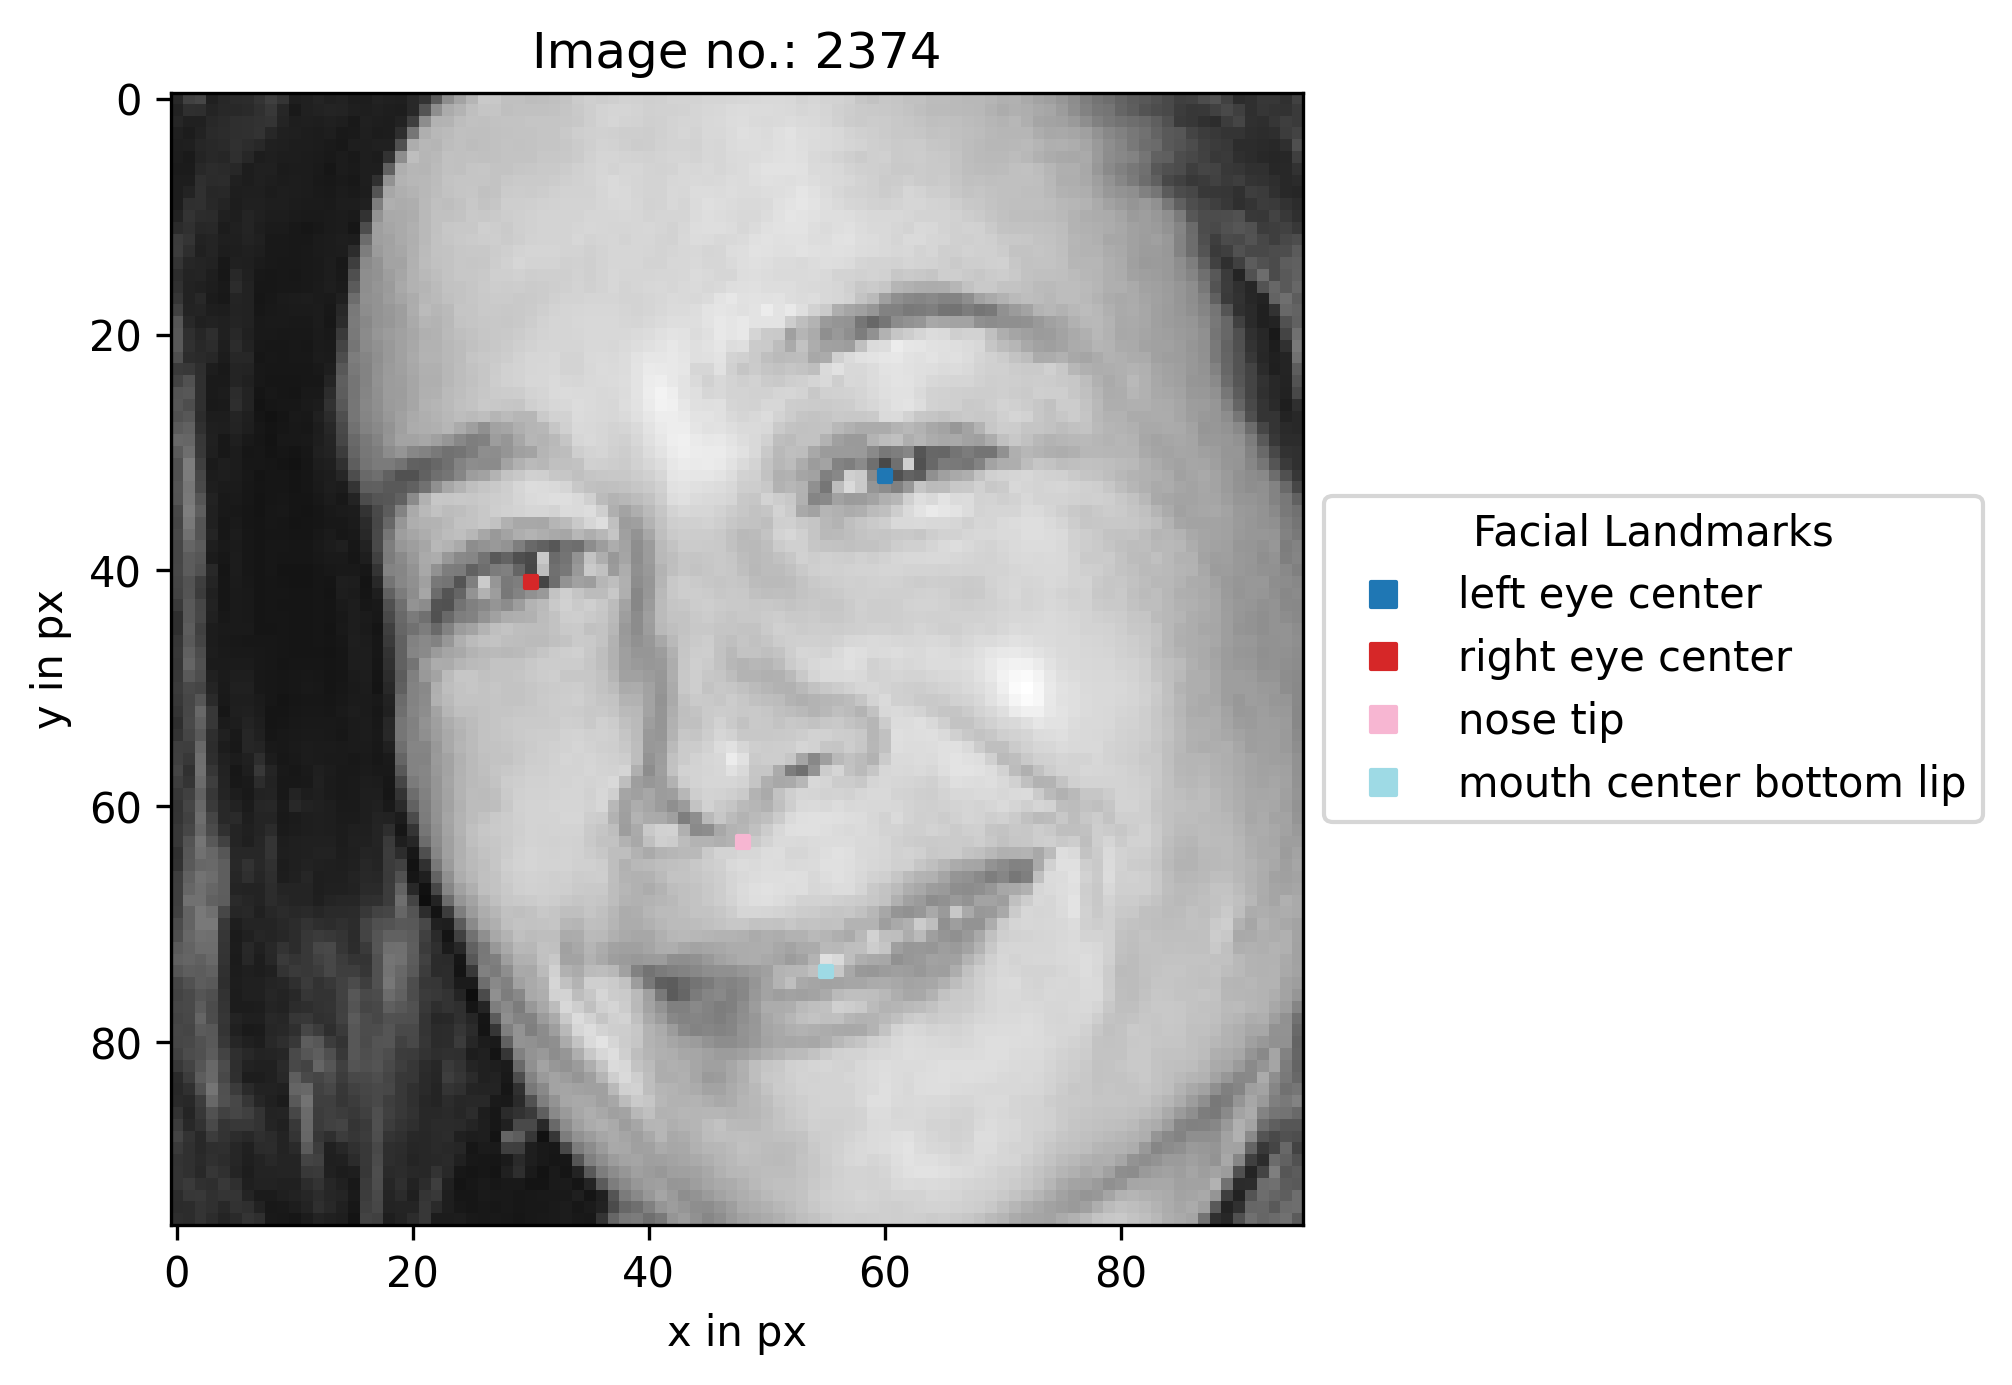 Image no.: 2374
0
20
40
60
80
y in px
0 20 40 60 80
x in px
Facial Landmarks
left eye center
right eye center
nose tip
mouth center bottom lip